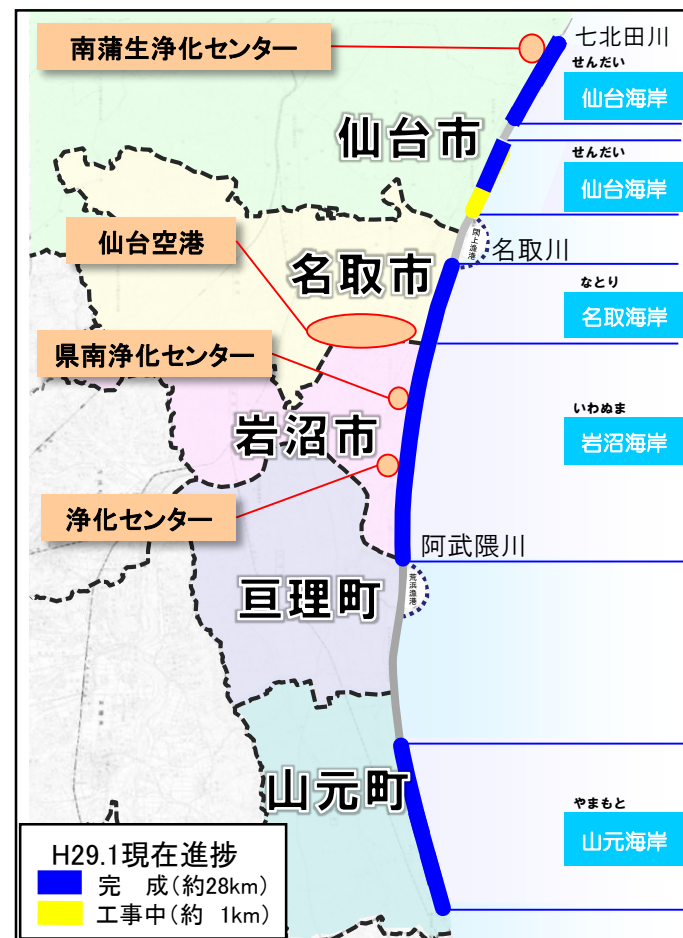 南蒲生浄化センター
七北田川
せんだい
仙台海岸
仙台市
せんだい
仙台海岸
仙台空港
閖上漁港
名取川
名取市
なとり
名取海岸
県南浄化センター
いわぬま
岩沼海岸
岩沼市
浄化センター
阿武隈川
荒浜漁港
亘理町
山元町
やまもと
山元海岸
H29.1現在進捗
完　成(約28km)
工事中(約　1km)